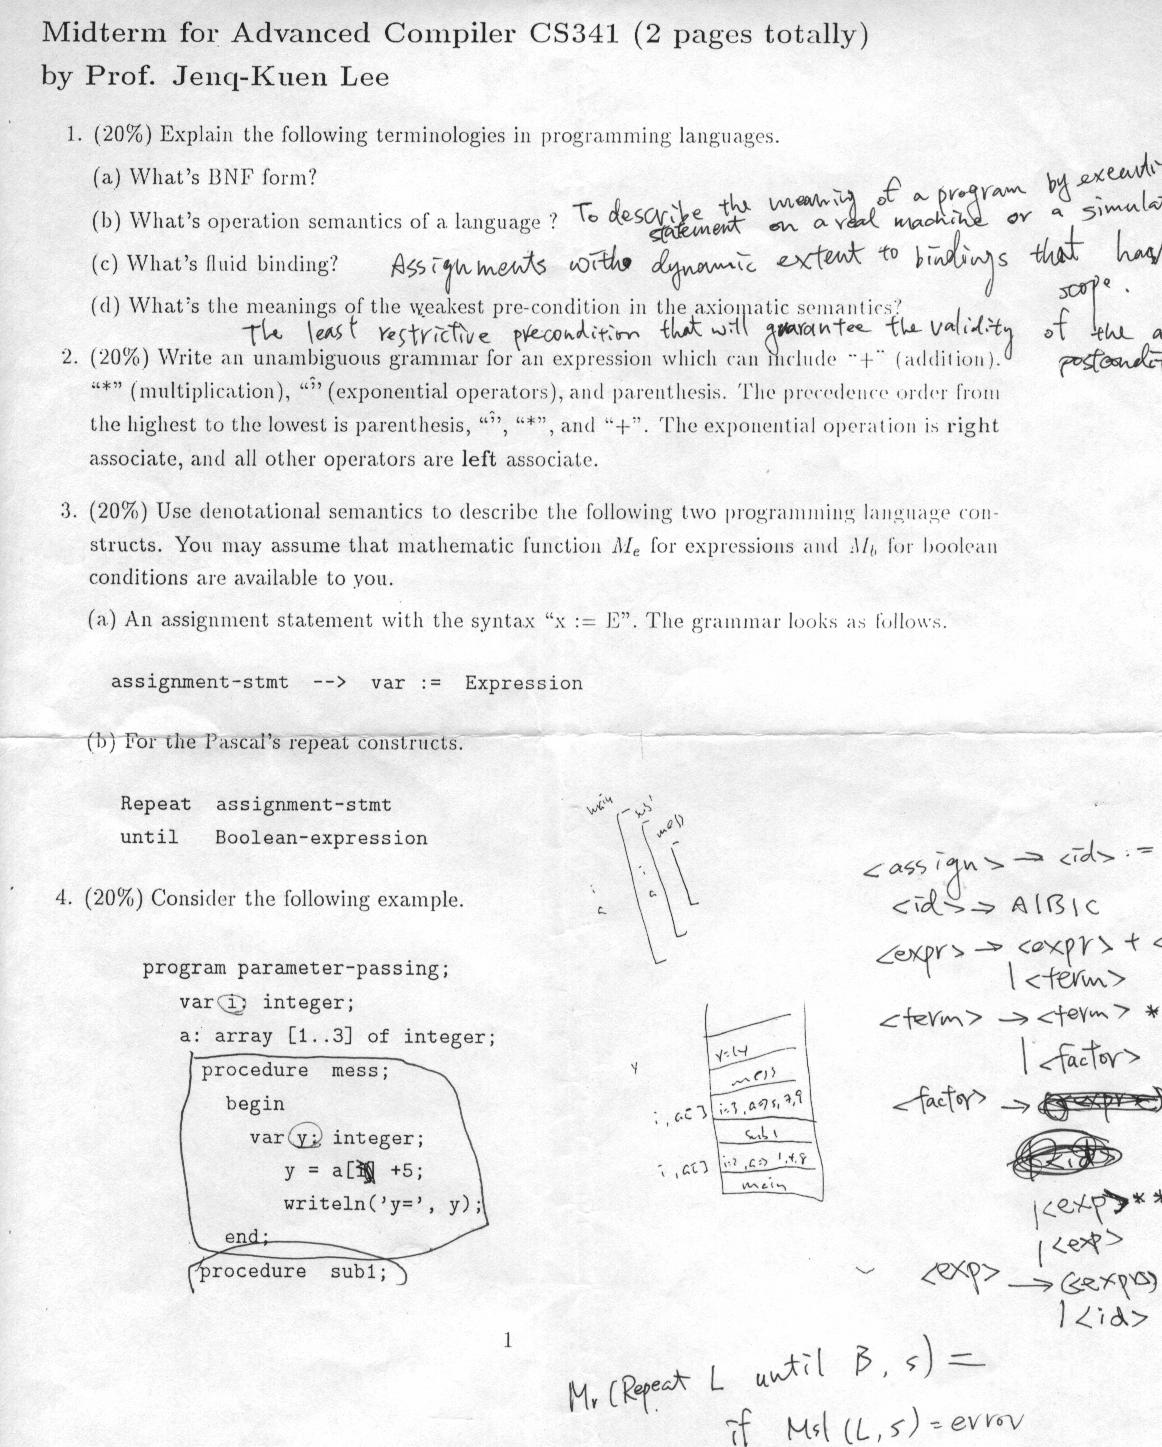 Midterm for Advanced Compiler CS341 (2 pages totally)
by Prof. Jenq-Kuen Lee
1. (20%) Explain the following terminologies in programming languages.
(a) What's BNF form?
(b) What's operation semantics of a language ? To describe the meaning of a program by executi
statement on a real machine or a simula
(c) What's fluid binding? Assignments with dynamic extent to bindings that has
scope.
(d) What's the meanings of the weakest pre-condition in the axiomatic semantics?
The least restrictive precondition that will guarantee the validity of the a
postcondit
2. (20%) Write an unambiguous grammar for an expression which can include "+" (addition).
"*" (multiplication), "^" (exponential operators), and parenthesis. The precedence order from
the highest to the lowest is parenthesis, "^", "*", and "+". The exponential operation is right
associate, and all other operators are left associate.
3. (20%) Use denotational semantics to describe the following two programming language con-
structs. You may assume that mathematic function Me for expressions and Mb for boolean
conditions are available to you.
(a) An assignment statement with the syntax "x := E". The grammar looks as follows.
assignment-stmt --> var := Expression
(b) For the Pascal's repeat constructs.
Repeat assignment-stmt
until Boolean-expression
4. (20%) Consider the following example.
program parameter-passing;
var i; integer;
a: array [1..3] of integer;
procedure mess;
begin
var y; integer;
y = a[ ] +5;
writeln('y=', y);
end;
procedure sub1;
1
main
i
a
y
y=14
mess
i, a[] i=3, a=>5,7,9
sub1
i, a[] i=2, a=> 1,4,8
main
<assign> → <id> :=
<id> → A|B|C
<expr> → <expr> + <
| <term>
<term> → <term> *
| <factor>
<factor> →
| <exp> **
| <exp>
<exp> → (<expr>)
| <id>
Mr (Repeat L until B, s) =
if Msl (L, s) = error